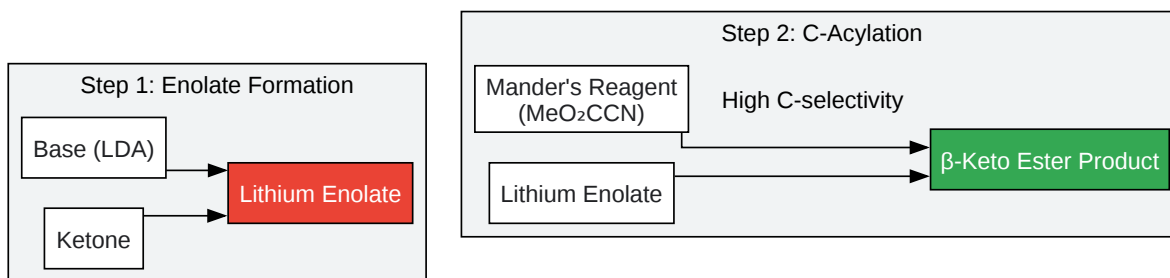 Step 1: Enolate Formation
Base (LDA)
Ketone
Lithium Enolate
Step 2: C-Acylation
Mander's Reagent
(MeO₂CCN)
High C-selectivity
Lithium Enolate
β-Keto Ester Product